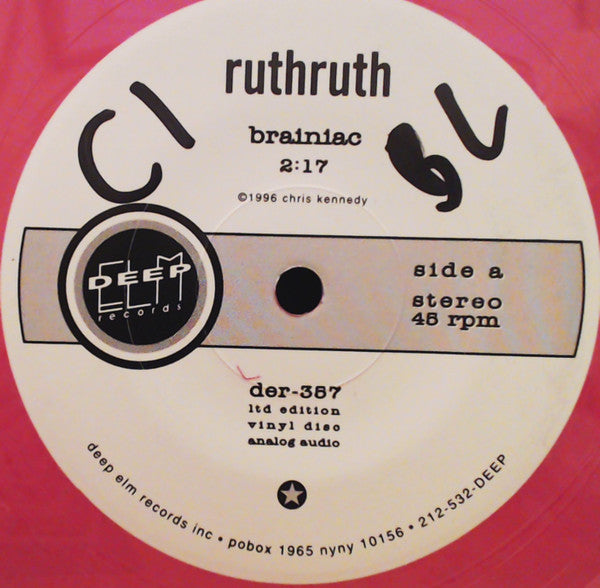 ruthruth
CI
BL
brainiac
2:17
©1996 chris kennedy
DEEP
ELM
records
side a
stereo
45 rpm
der-357
ltd edition
vinyl disc
analog audio
deep elm records inc • pobox 1965 nyny 10156 • 212-532-DEEP